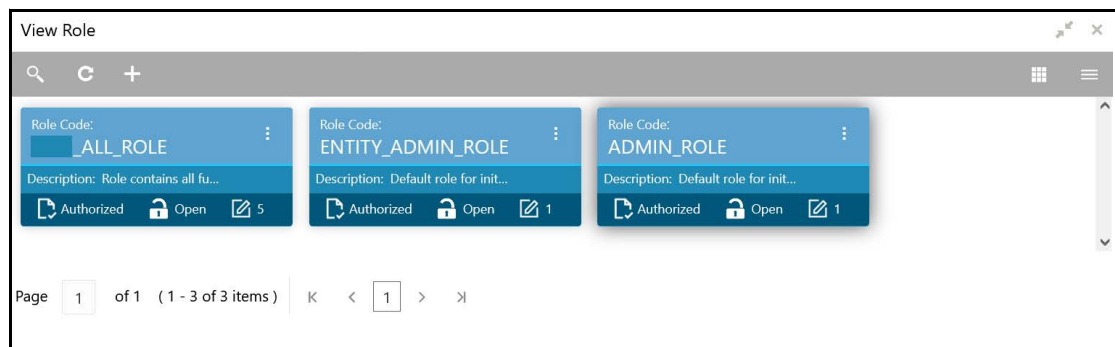 View Role
Role Code:
_ALL_ROLE
Description: Role contains all fu...
Authorized Open 5
Role Code:
ENTITY_ADMIN_ROLE
Description: Default role for init...
Authorized Open 1
Role Code:
ADMIN_ROLE
Description: Default role for init...
Authorized Open 1
Page 1 of 1 ( 1 - 3 of 3 items ) 1